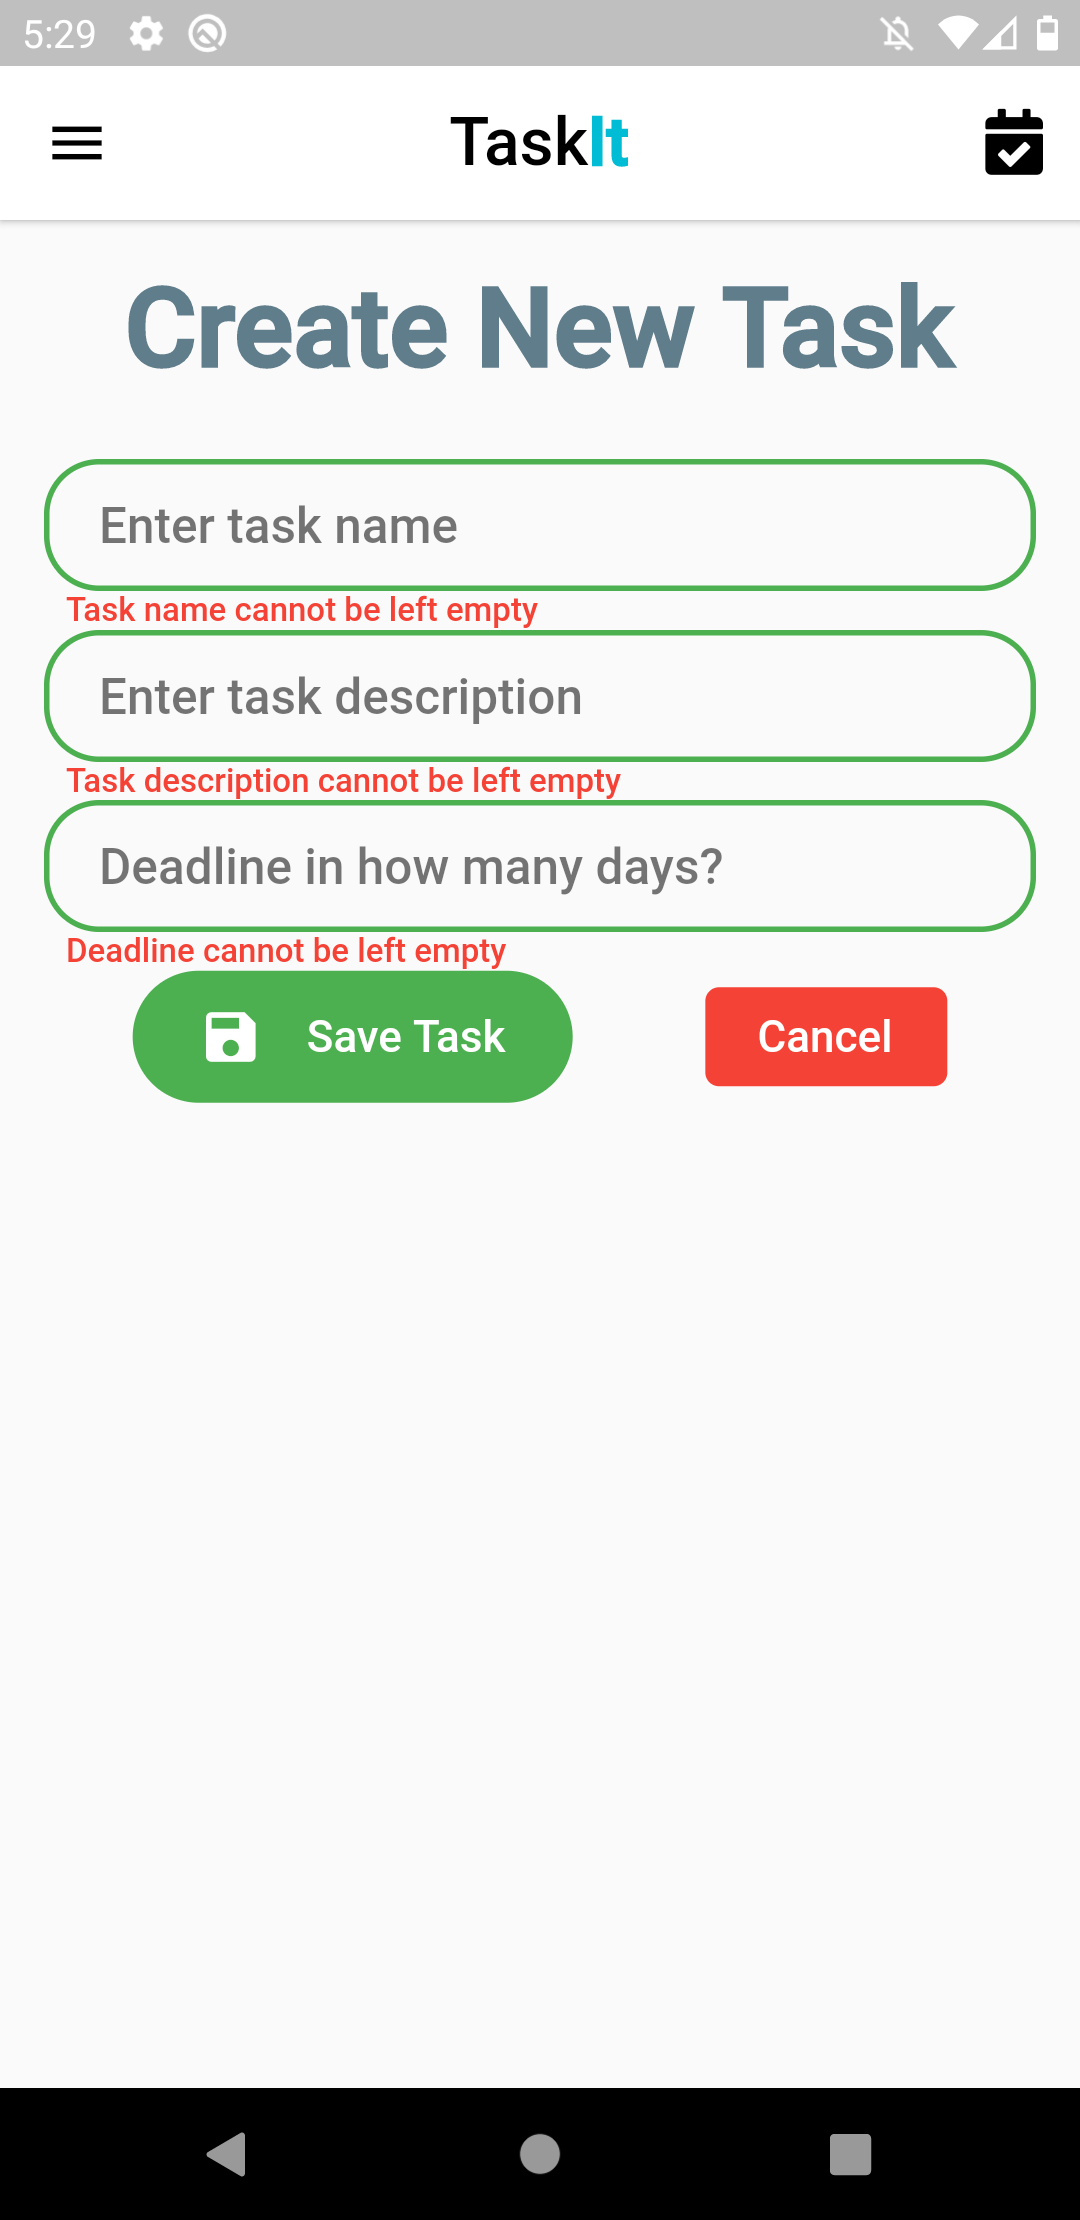 5:29
TaskIt
Create New Task
Enter task name
Task name cannot be left empty
Enter task description
Task description cannot be left empty
Deadline in how many days?
Deadline cannot be left empty
Save Task
Cancel